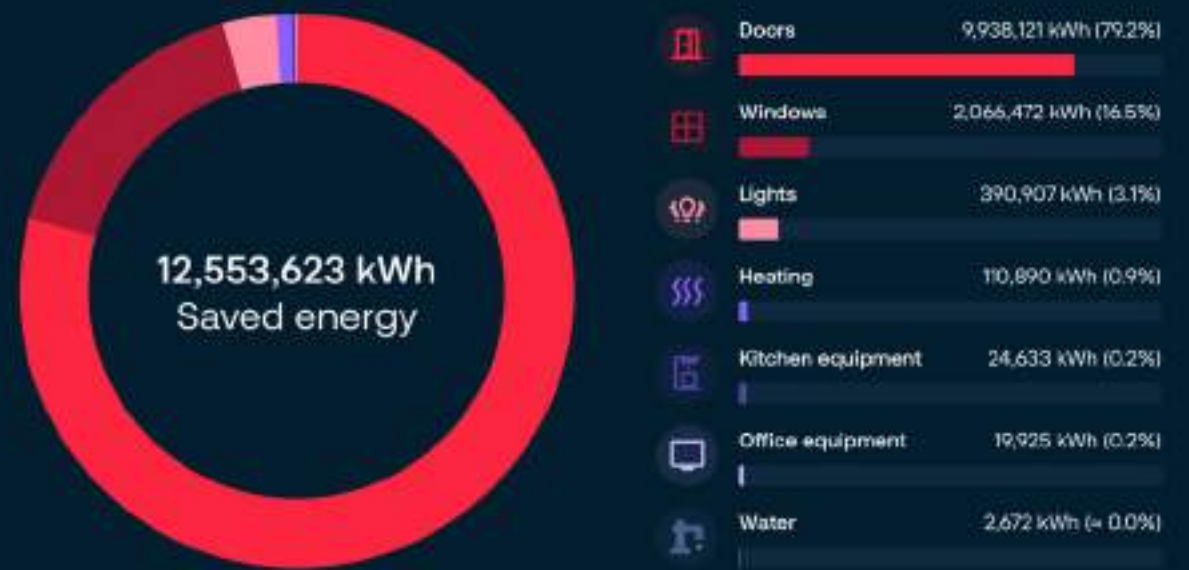 12,553,623 kWh
Saved energy
Doors 9,938,121 kWh (79.2%)
Windows 2,066,472 kWh (16.5%)
Lights 390,907 kWh (3.1%)
Heating 110,890 kWh (0.9%)
Kitchen equipment 24,633 kWh (0.2%)
Office equipment 19,925 kWh (0.2%)
Water 2,672 kWh (≈ 0.0%)